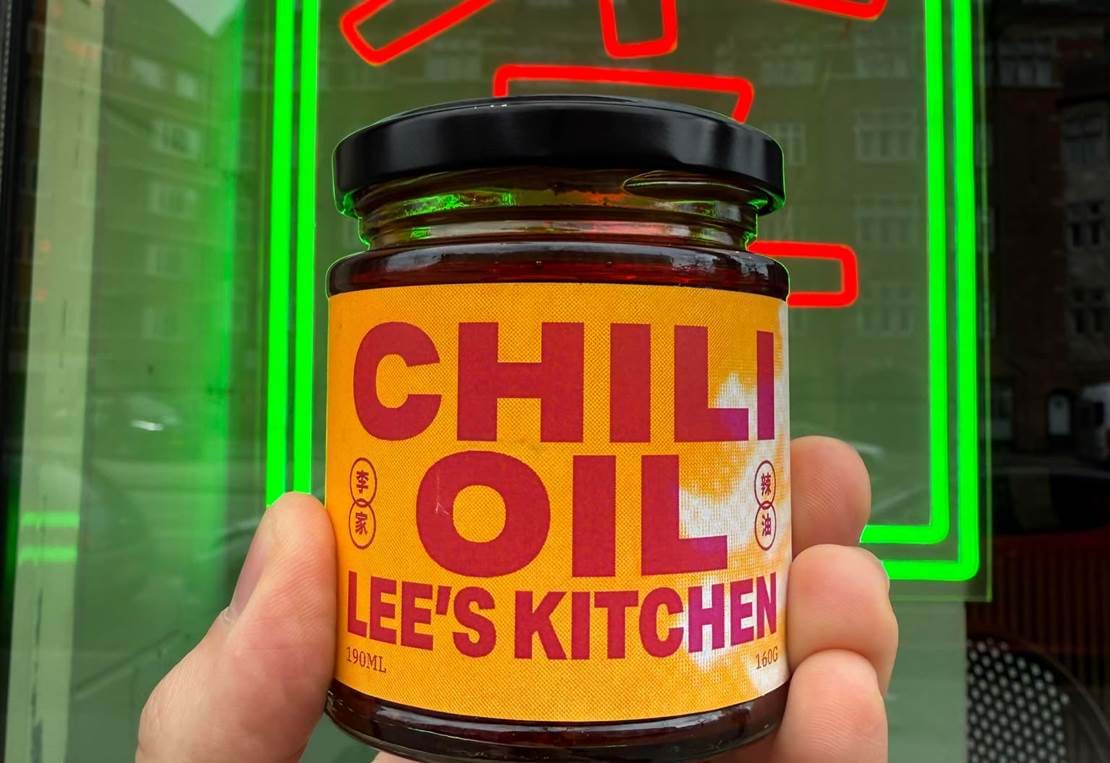 CHILI
OIL
李家
辣油
LEE'S KITCHEN
190ML
160G